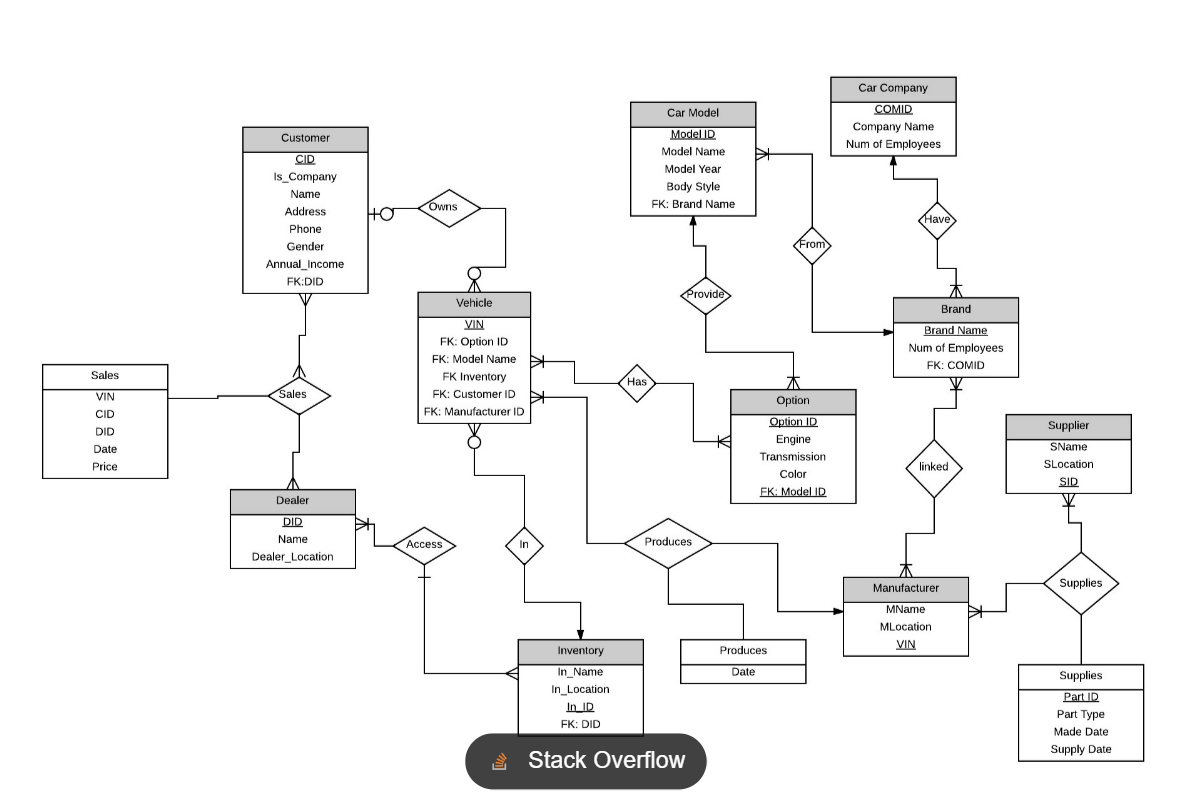 Car Company
COMID
Company Name
Num of Employees
Car Model
Model ID
Model Name
Model Year
Body Style
FK: Brand Name
Customer
CID
Is_Company
Name
Address
Phone
Gender
Annual_Income
FK:DID
Owns
Have
From
Provide
Vehicle
VIN
FK: Option ID
FK: Model Name
FK Inventory
FK: Customer ID
FK: Manufacturer ID
Brand
Brand Name
Num of Employees
FK: COMID
Sales
VIN
CID
DID
Date
Price
Sales
Has
Option
Option ID
Engine
Transmission
Color
FK: Model ID
linked
Supplier
SName
SLocation
SID
Dealer
DID
Name
Dealer_Location
Access
In
Produces
Manufacturer
MName
MLocation
VIN
Supplies
Inventory
In_Name
In_Location
In_ID
FK: DID
Produces
Date
Supplies
Part ID
Part Type
Made Date
Supply Date
Stack Overflow